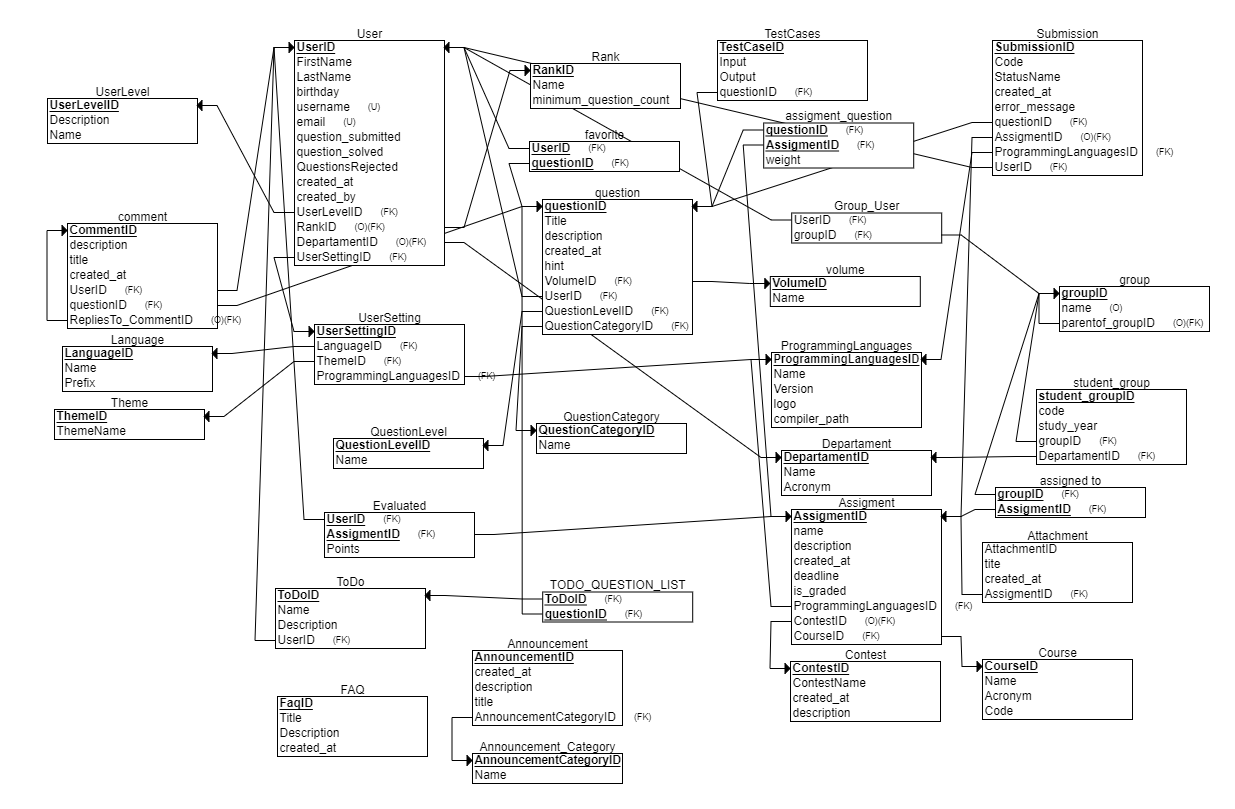 User
UserID
FirstName
LastName
birthday
username (U)
email (U)
question_submitted
question_solved
QuestionsRejected
created_at
created_by
UserLevelID (FK)
RankID (O)(FK)
DepartamentID (O)(FK)
UserSettingID (FK)
Rank
RankID
Name
minimum_question_count
TestCases
TestCaseID
Input
Output
questionID (FK)
Submission
SubmissionID
Code
StatusName
created_at
error_message
questionID (FK)
AssigmentID (O)(FK)
ProgrammingLanguagesID (FK)
UserID (FK)
UserLevel
UserLevelID
Description
Name
assigment_question
questionID (FK)
AssigmentID (FK)
weight
favorite
UserID (FK)
questionID (FK)
question
questionID
Title
description
created_at
hint
VolumeID (FK)
UserID (FK)
QuestionLevelID (FK)
QuestionCategoryID (FK)
Group_User
UserID (FK)
groupID (FK)
comment
CommentID
description
title
created_at
UserID (FK)
questionID (FK)
RepliesTo_CommentID (O)(FK)
volume
VolumeID
Name
group
groupID
name (O)
parentof_groupID (O)(FK)
UserSetting
UserSettingID
LanguageID (FK)
ThemeID (FK)
ProgrammingLanguagesID (FK)
Language
LanguageID
Name
Prefix
ProgrammingLanguages
ProgrammingLanguagesID
Name
Version
logo
compiler_path
student_group
student_groupID
code
study_year
groupID (FK)
DepartamentID (FK)
Theme
ThemeID
ThemeName
QuestionLevel
QuestionLevelID
Name
QuestionCategory
QuestionCategoryID
Name
Departament
DepartamentID
Name
Acronym
assigned to
groupID (FK)
AssigmentID (FK)
Evaluated
UserID (FK)
AssigmentID (FK)
Points
Assigment
AssigmentID
name
description
created_at
deadline
is_graded
ProgrammingLanguagesID (FK)
ContestID (O)(FK)
CourseID (FK)
Attachment
AttachmentID
tite
created_at
AssigmentID (FK)
ToDo
ToDoID
Name
Description
UserID (FK)
TODO_QUESTION_LIST
ToDoID (FK)
questionID (FK)
Announcement
AnnouncementID
created_at
description
title
AnnouncementCategoryID (FK)
Contest
ContestID
ContestName
created_at
description
Course
CourseID
Name
Acronym
Code
FAQ
FaqID
Title
Description
created_at
Announcement_Category
AnnouncementCategoryID
Name